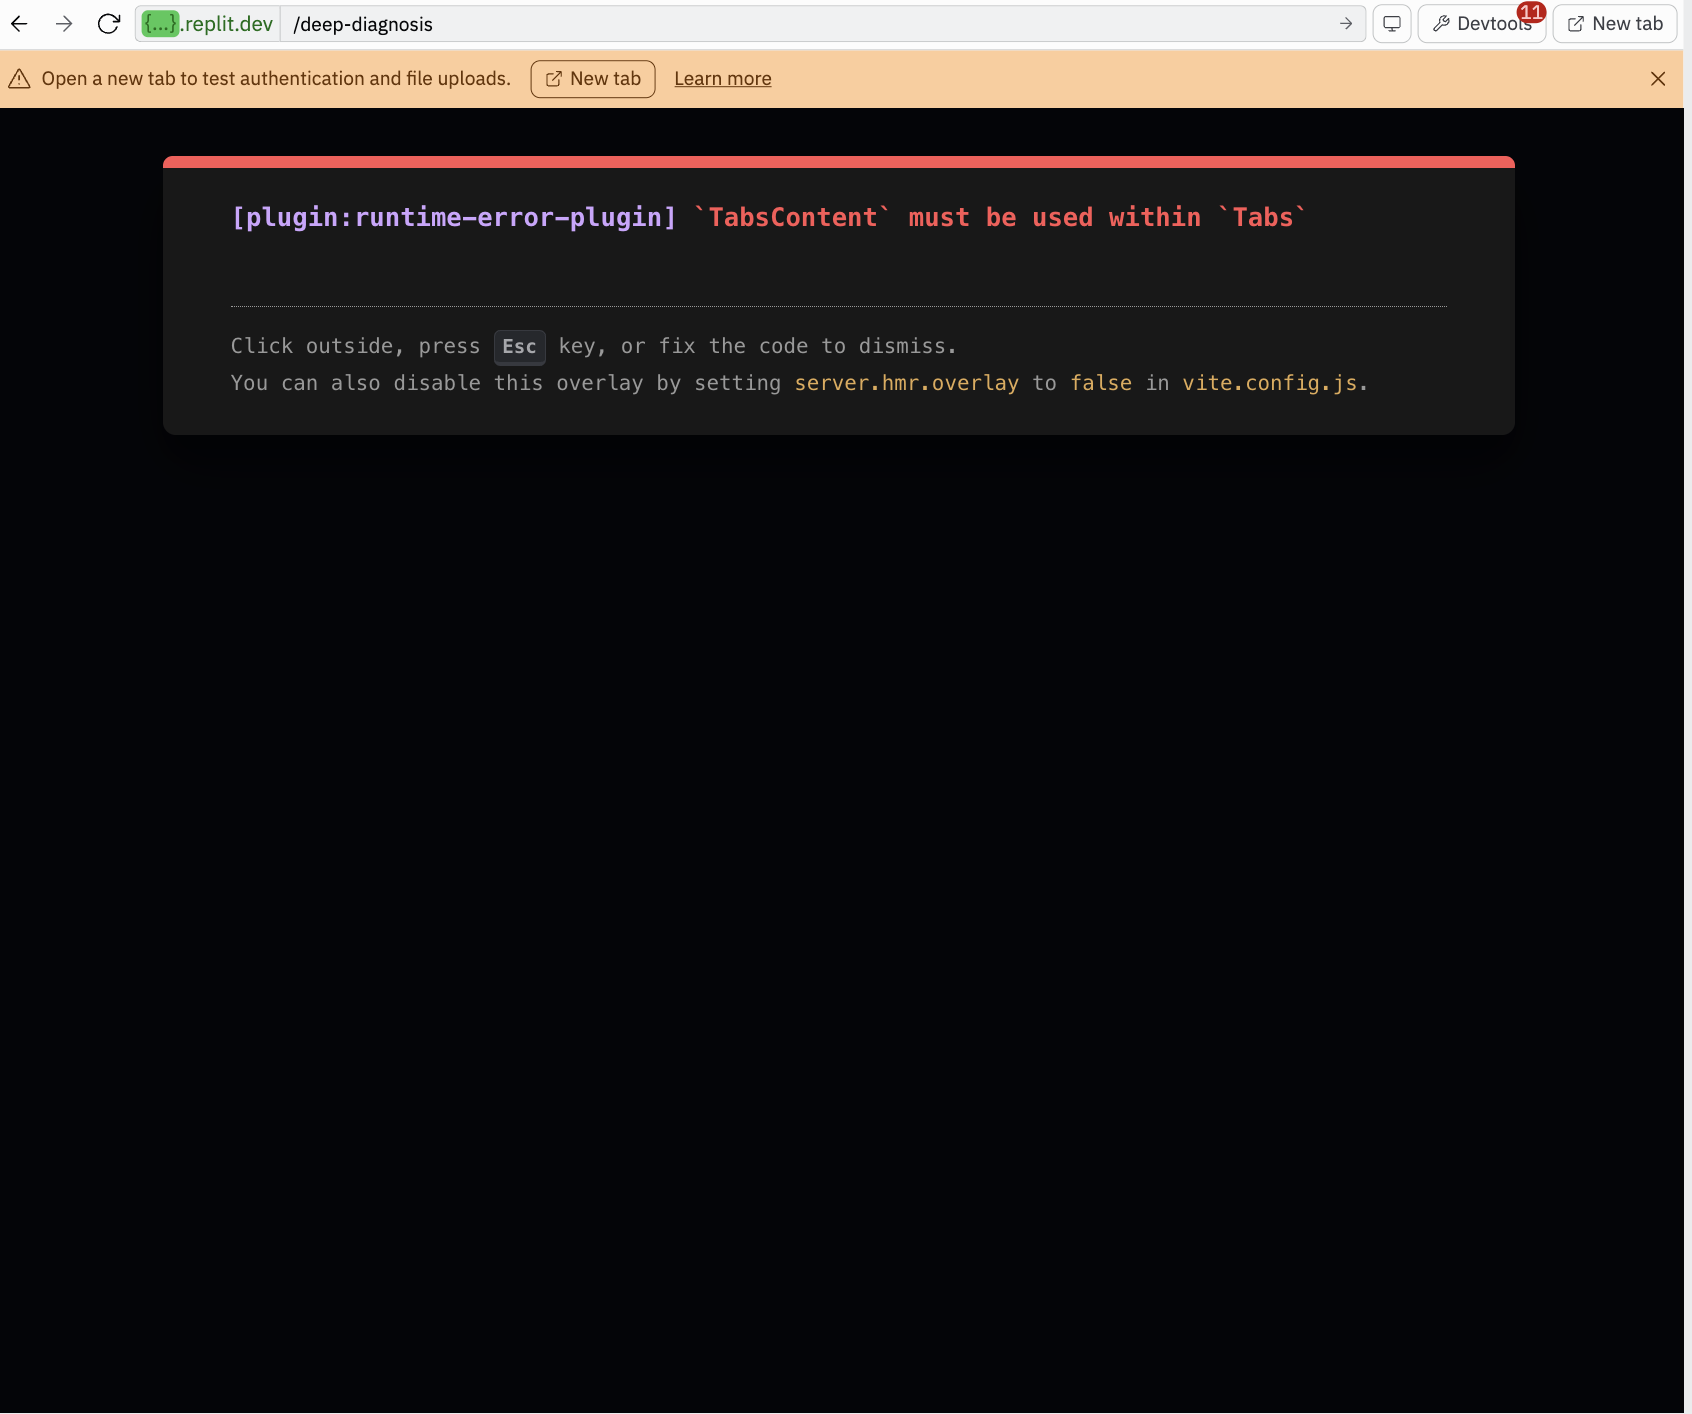 {...}.replit.dev /deep-diagnosis Devtools 11 New tab
Open a new tab to test authentication and file uploads. New tab Learn more
[plugin:runtime-error-plugin] `TabsContent` must be used within `Tabs`
Click outside, press Esc key, or fix the code to dismiss.
You can also disable this overlay by setting server.hmr.overlay to false in vite.config.js.